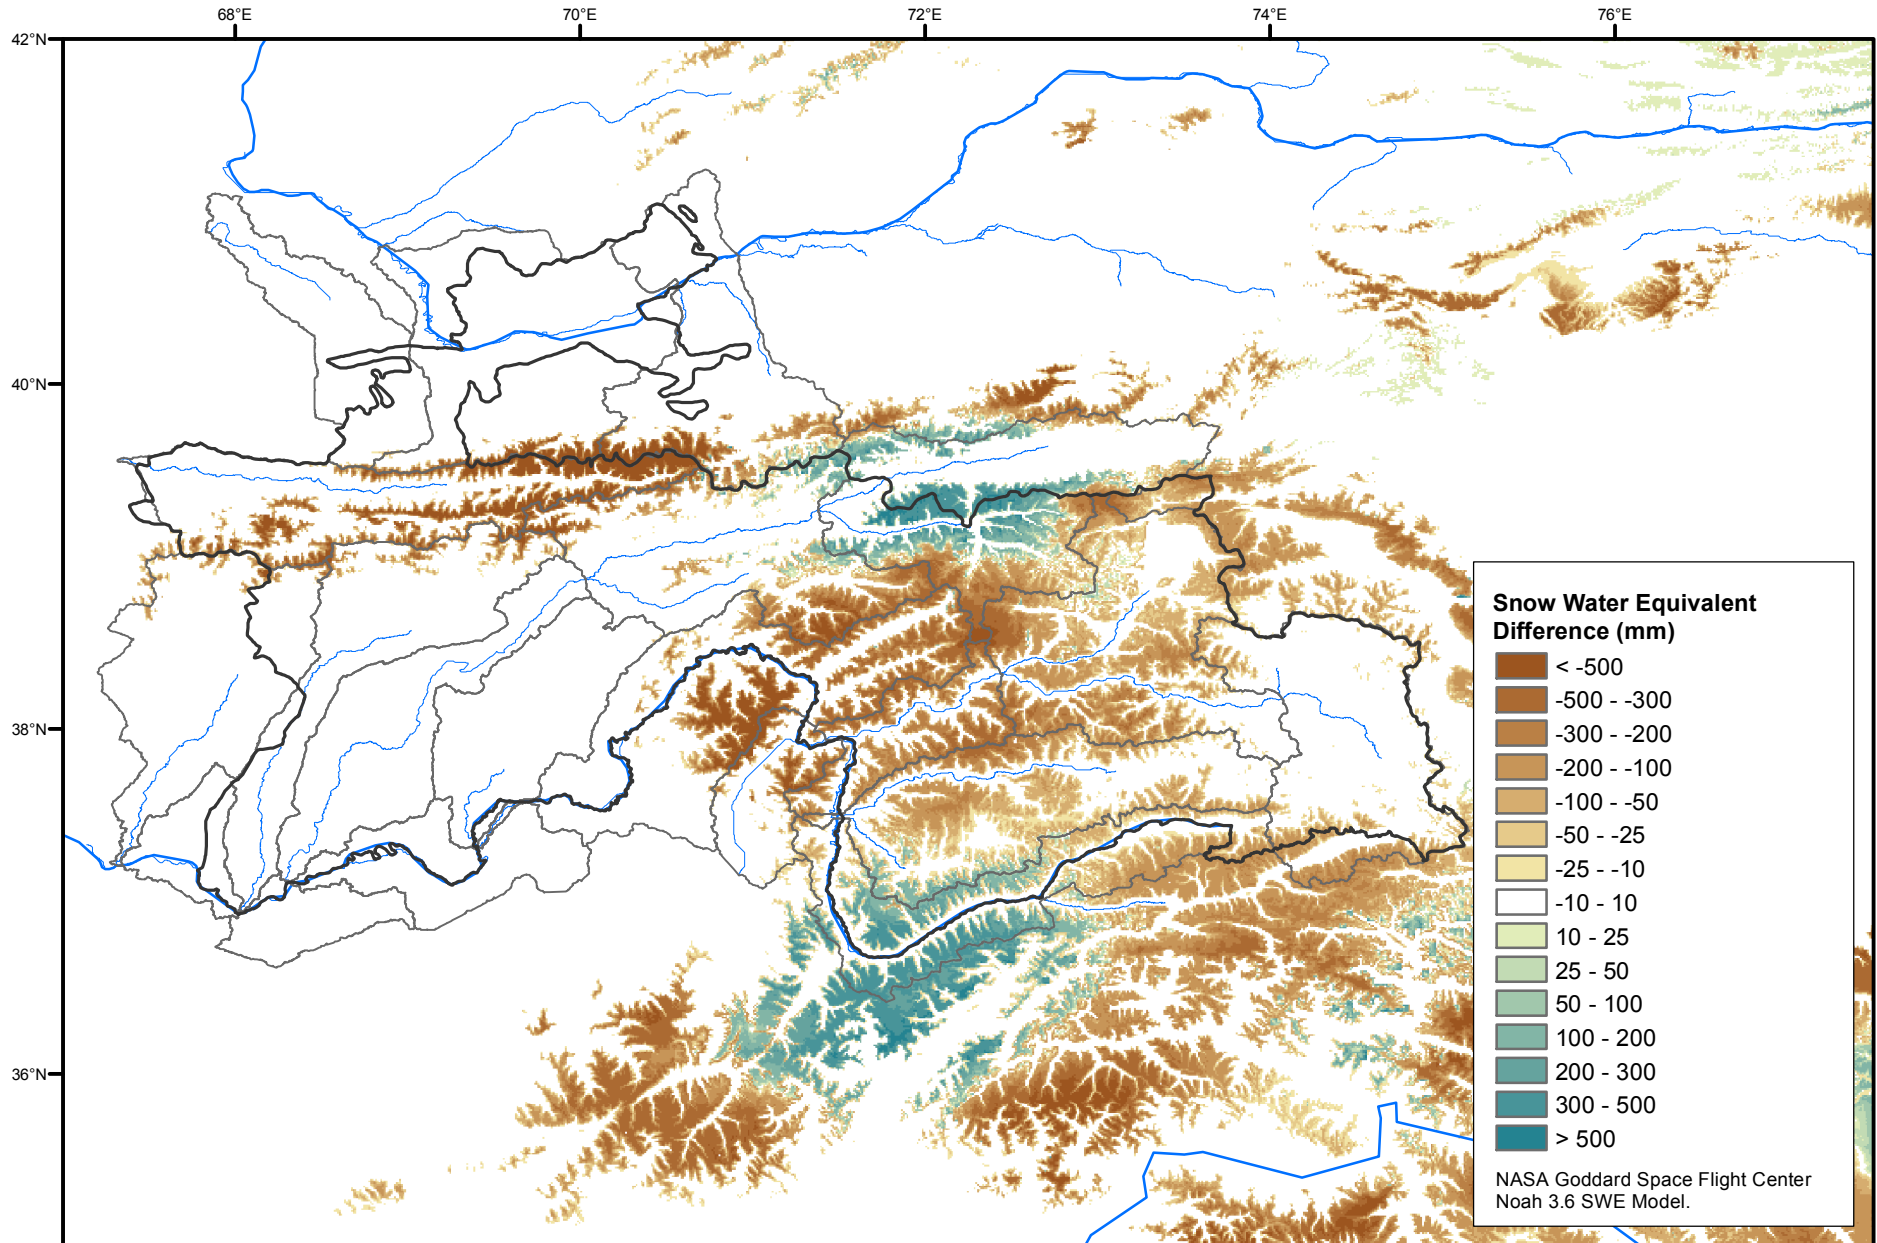 68°E
70°E
72°E
74°E
76°E
42°N
40°N
38°N
36°N
Snow Water Equivalent
Difference (mm)
< -500
-500 - -300
-300 - -200
-200 - -100
-100 - -50
-50 - -25
-25 - -10
-10 - 10
10 - 25
25 - 50
50 - 100
100 - 200
200 - 300
300 - 500
> 500
NASA Goddard Space Flight Center
Noah 3.6 SWE Model.